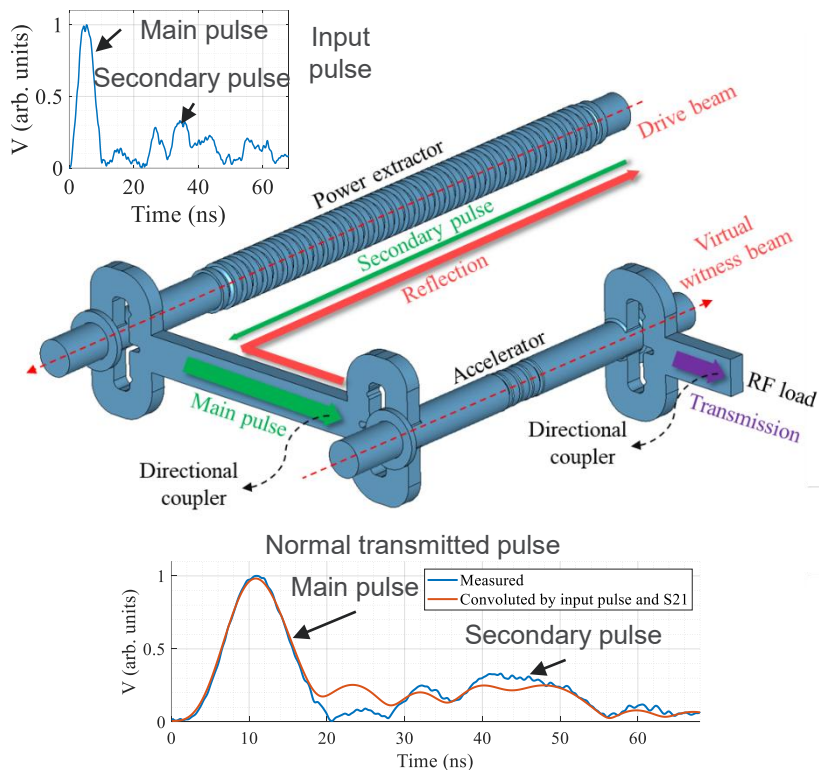 Main pulse
Secondary pulse
Input
pulse
V (arb. units)
1
0.5
0
0
20
40
60
Time (ns)
Power extractor
Drive beam
Secondary pulse
Reflection
Virtual
witness beam
Accelerator
RF load
Transmission
Main pulse
Directional
coupler
Directional
coupler
Normal transmitted pulse
Main pulse
Measured
Convoluted by input pulse and S21
Secondary pulse
V (arb. units)
1
0.5
0
0
10
20
30
40
50
60
Time (ns)